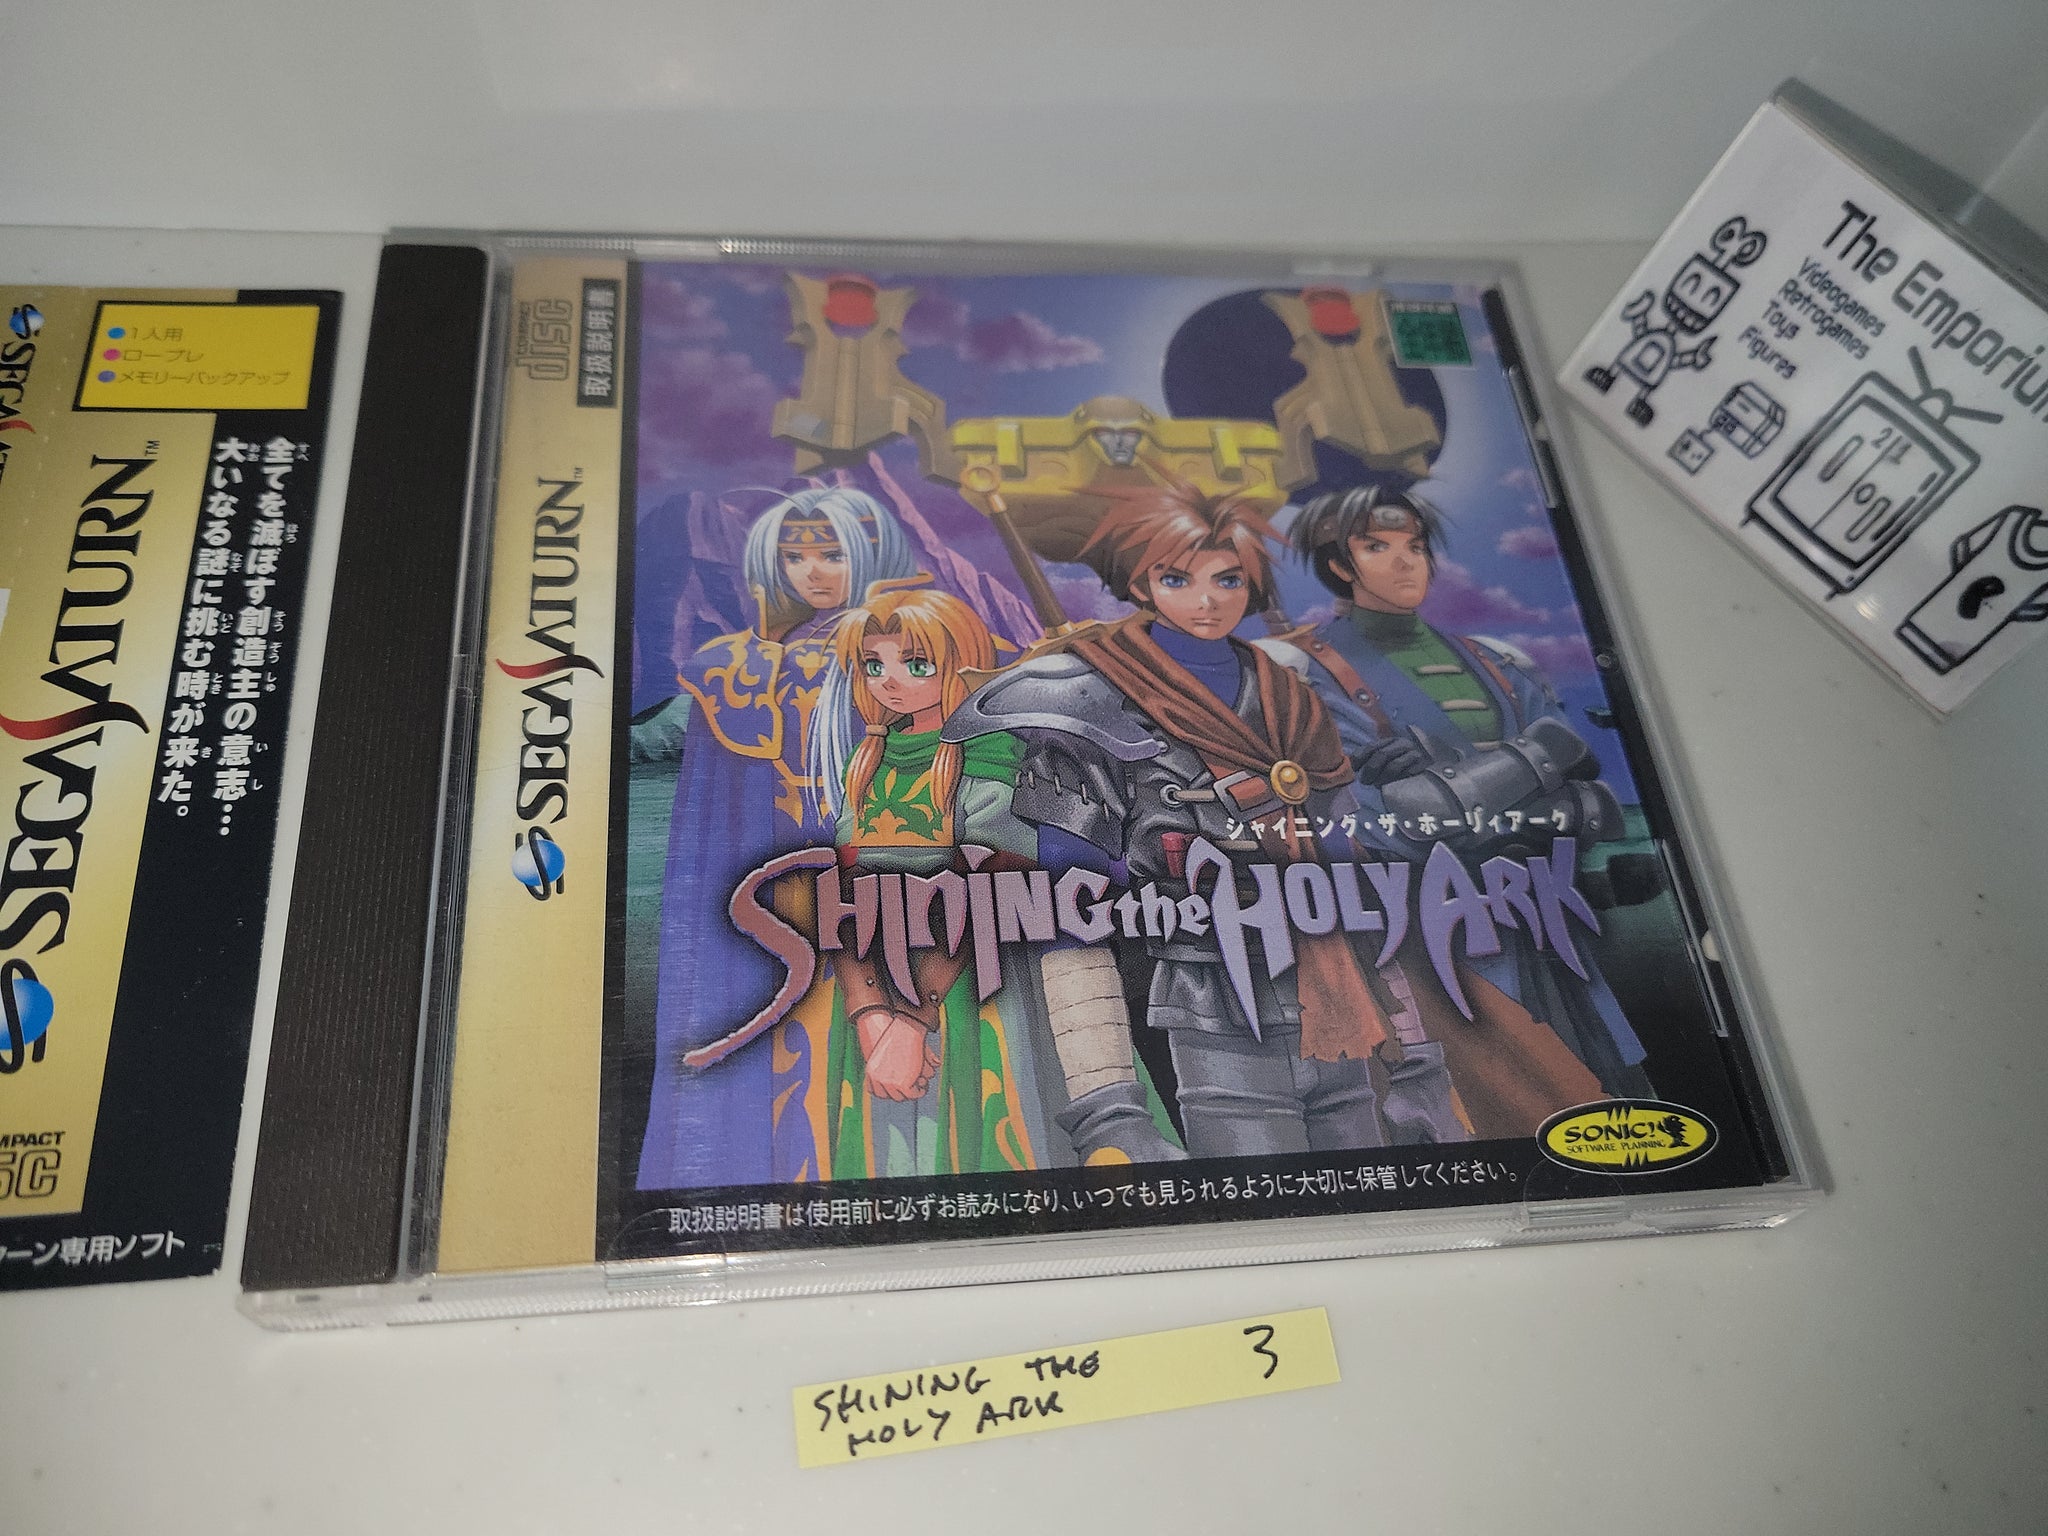 1人用
ロープレ
メモリーバックアップ
SEGA SATURN™
全てを滅ぼす創造主の意志…
大いなる謎に挑む時が来た。
ターン専用ソフト
COMPACT
disc
取扱説明書
SEGA SATURN™
シャイニング・ザ・ホーリィアーク
SHINING the HOLY ARK
SONIC!
SOFTWARE PLANNING
取扱説明書は使用前に必ずお読みになり、いつでも見られるように大切に保管してください。
The Emporium
Videogames
Retrogames
Toys
Figures
SHINING THE 3
HOLY ARK